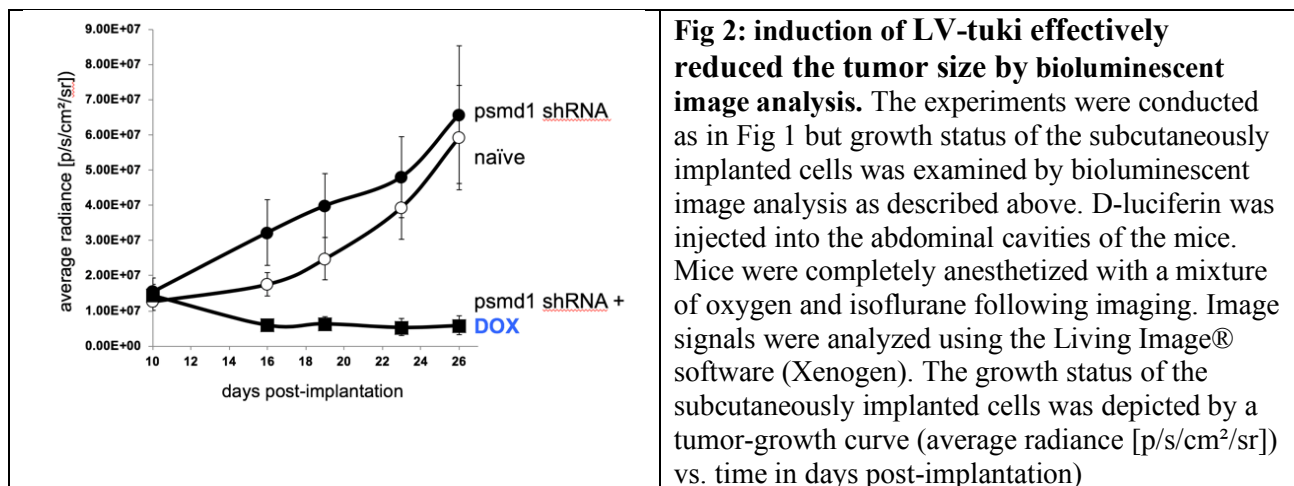 9.00E+07
8.00E+07
7.00E+07
6.00E+07
5.00E+07
4.00E+07
3.00E+07
2.00E+07
1.00E+07
0.00E+00
average radiance [p/s/cm²/sr])
10 12 14 16 18 20 22 24 26
days post-implantation
psmd1 shRNA
naïve
psmd1 shRNA +
DOX
Fig 2: induction of LV-tuki effectively
reduced the tumor size by bioluminescent
image analysis. The experiments were conducted
as in Fig 1 but growth status of the subcutaneously
implanted cells was examined by bioluminescent
image analysis as described above. D-luciferin was
injected into the abdominal cavities of the mice.
Mice were completely anesthetized with a mixture
of oxygen and isoflurane following imaging. Image
signals were analyzed using the Living Image®
software (Xenogen). The growth status of the
subcutaneously implanted cells was depicted by a
tumor-growth curve (average radiance [p/s/cm²/sr])
vs. time in days post-implantation)